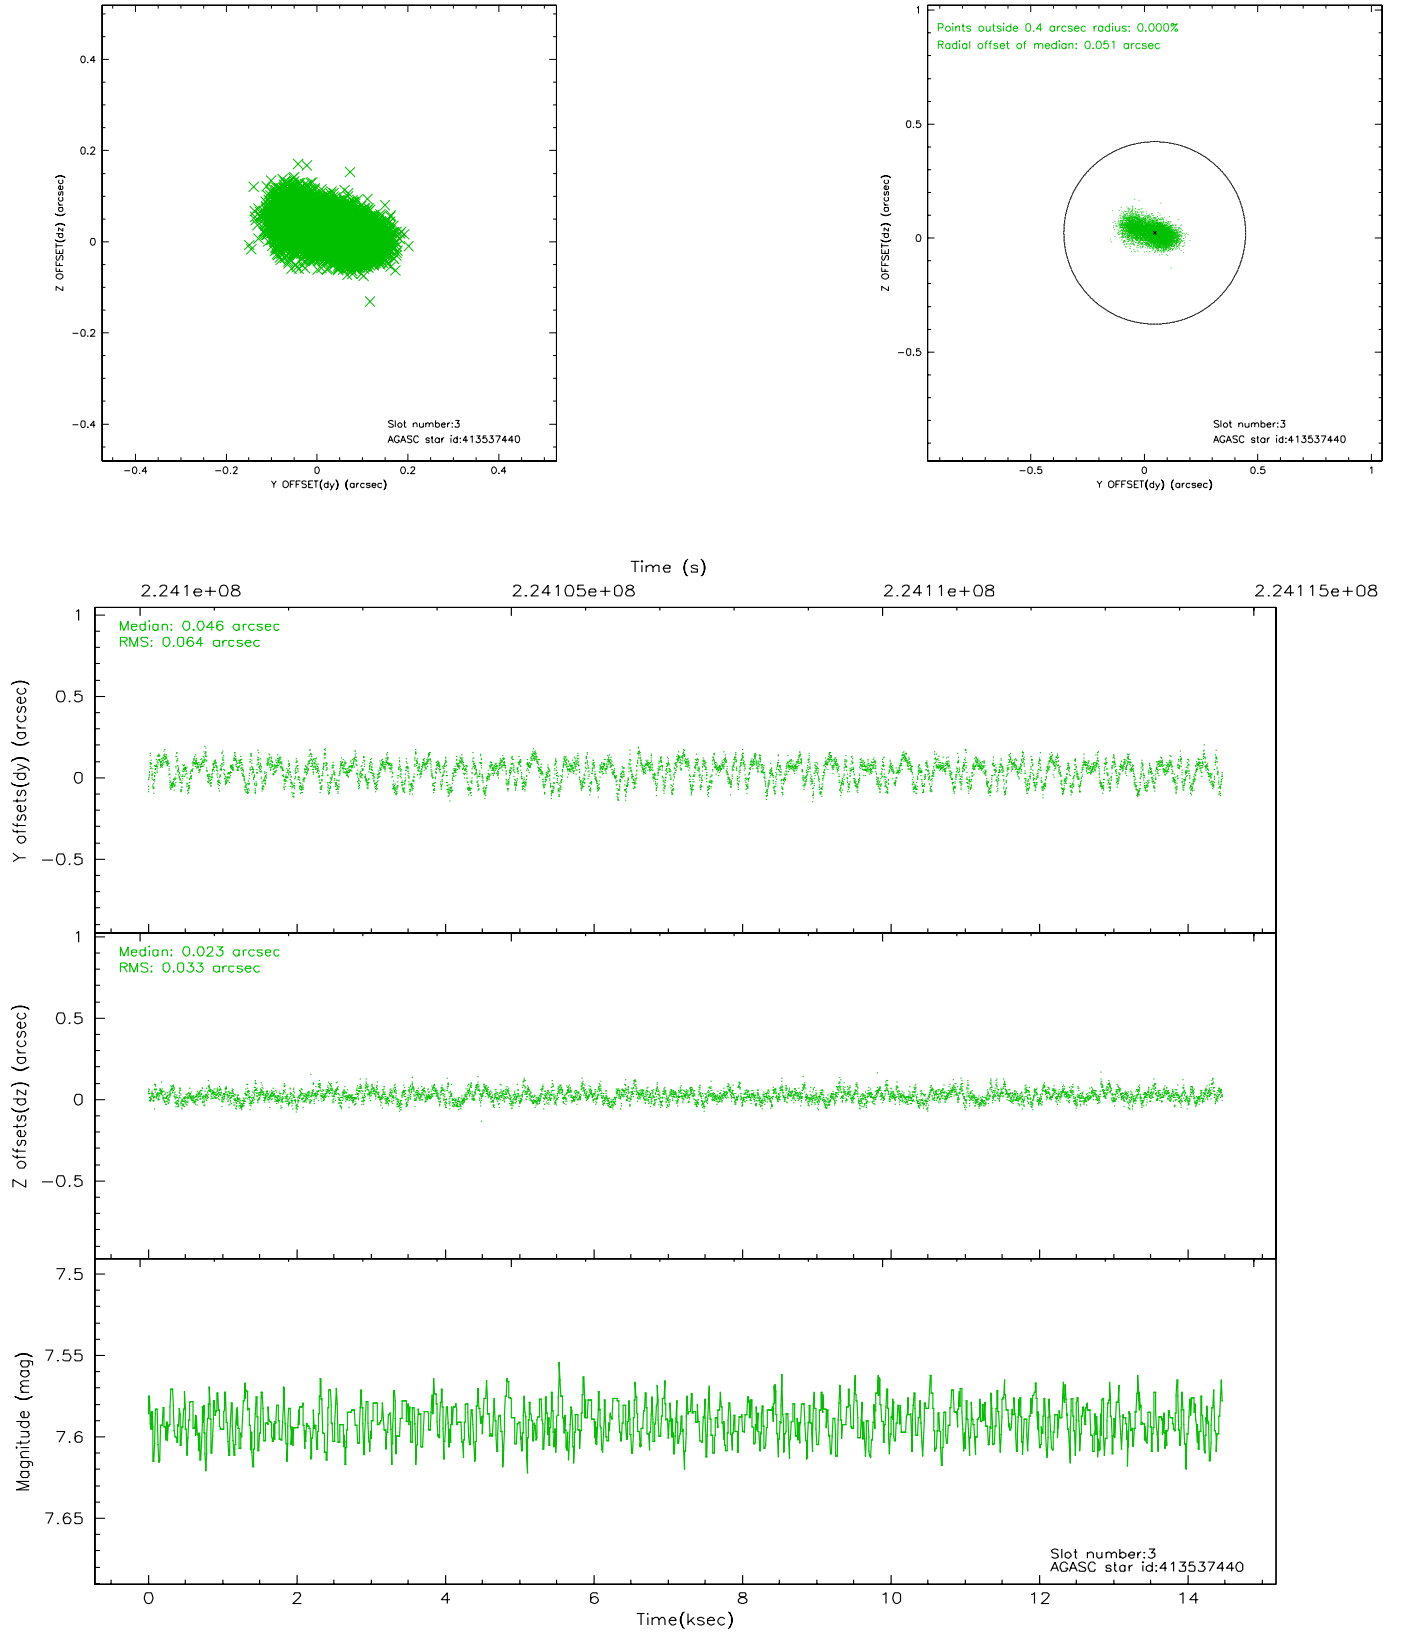 0.4
0.2
0
-0.2
-0.4
Z OFFSET(dz) (arcsec)
-0.4
-0.2
0
0.2
0.4
Y OFFSET(dy) (arcsec)
Slot number:3
AGASC star id:413537440
Points outside 0.4 arcsec radius: 0.000%
Radial offset of median: 0.051 arcsec
1
0.5
0
-0.5
Z OFFSET(dz) (arcsec)
-0.5
0
0.5
1
Y OFFSET(dy) (arcsec)
Slot number:3
AGASC star id:413537440
Time (s)
2.241e+08
2.24105e+08
2.2411e+08
2.24115e+08
Median: 0.046 arcsec
RMS: 0.064 arcsec
1
0.5
0
-0.5
Y offsets(dy) (arcsec)
Median: 0.023 arcsec
RMS: 0.033 arcsec
1
0.5
0
-0.5
Z offsets(dz) (arcsec)
7.5
7.55
7.6
7.65
Magnitude (mag)
Slot number:3
AGASC star id:413537440
0
2
4
6
8
10
12
14
Time(ksec)